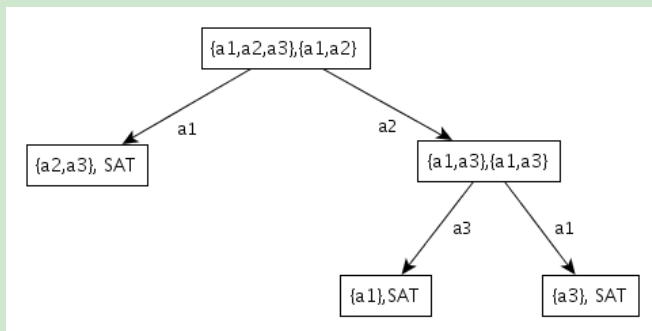 {a1,a2,a3},{a1,a2}
a1
a2
{a2,a3}, SAT
{a1,a3},{a1,a3}
a3
a1
{a1},SAT
{a3}, SAT